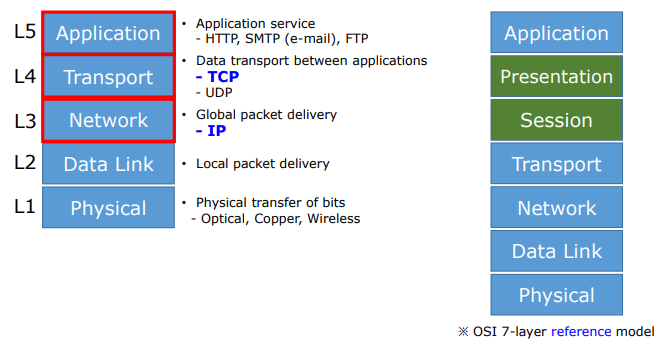 L5 Application • Application service
- HTTP, SMTP (e-mail), FTP
L4 Transport • Data transport between applications
- TCP
- UDP
L3 Network • Global packet delivery
- IP
L2 Data Link • Local packet delivery
L1 Physical • Physical transfer of bits
- Optical, Copper, Wireless
Application
Presentation
Session
Transport
Network
Data Link
Physical
※ OSI 7-layer reference model